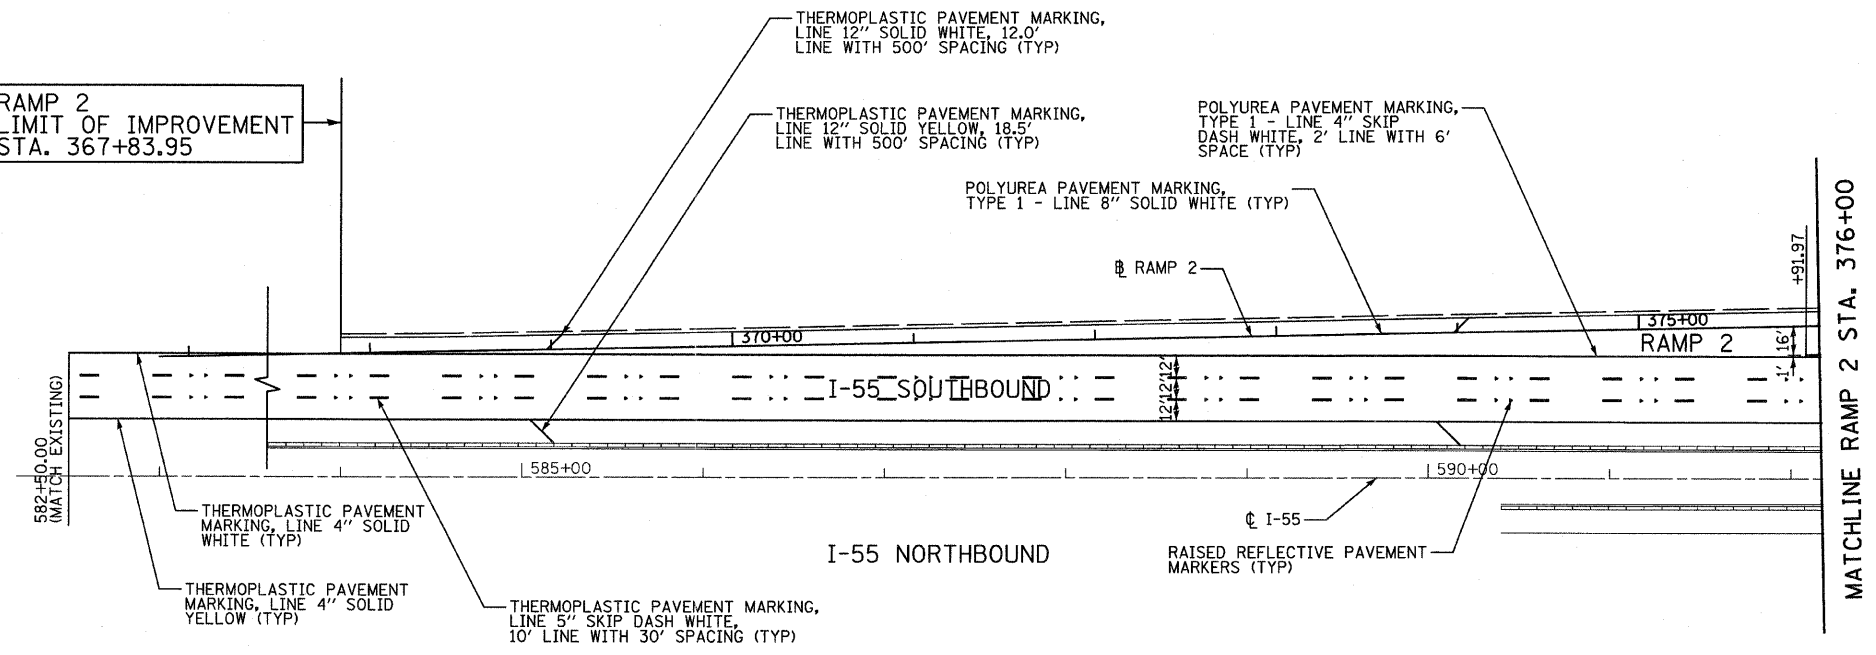 THERMOPLASTIC PAVEMENT MARKING,
LINE 12" SOLID WHITE, 12.0'
LINE WITH 500' SPACING (TYP)
RAMP 2
LIMIT OF IMPROVEMENT
STA. 367+83.95
THERMOPLASTIC PAVEMENT MARKING,
LINE 12" SOLID YELLOW, 18.5'
LINE WITH 500' SPACING (TYP)
POLYUREA PAVEMENT MARKING,
TYPE 1 - LINE 4" SKIP
DASH WHITE, 2' LINE WITH 6'
SPACE (TYP)
POLYUREA PAVEMENT MARKING,
TYPE 1 - LINE 8" SOLID WHITE (TYP)
℄ RAMP 2
+91.97
MATCHLINE RAMP 2 STA. 376+00
370+00
375+00
RAMP 2
16'
1'
I-55 SOUTHBOUND
12'
12'
12'
582+50.00
(MATCH EXISTING)
585+00
590+00
THERMOPLASTIC PAVEMENT
MARKING, LINE 4" SOLID
WHITE (TYP)
℄ I-55
I-55 NORTHBOUND
RAISED REFLECTIVE PAVEMENT
MARKERS (TYP)
THERMOPLASTIC PAVEMENT
MARKING, LINE 4" SOLID
YELLOW (TYP)
THERMOPLASTIC PAVEMENT MARKING,
LINE 5" SKIP DASH WHITE,
10' LINE WITH 30' SPACING (TYP)